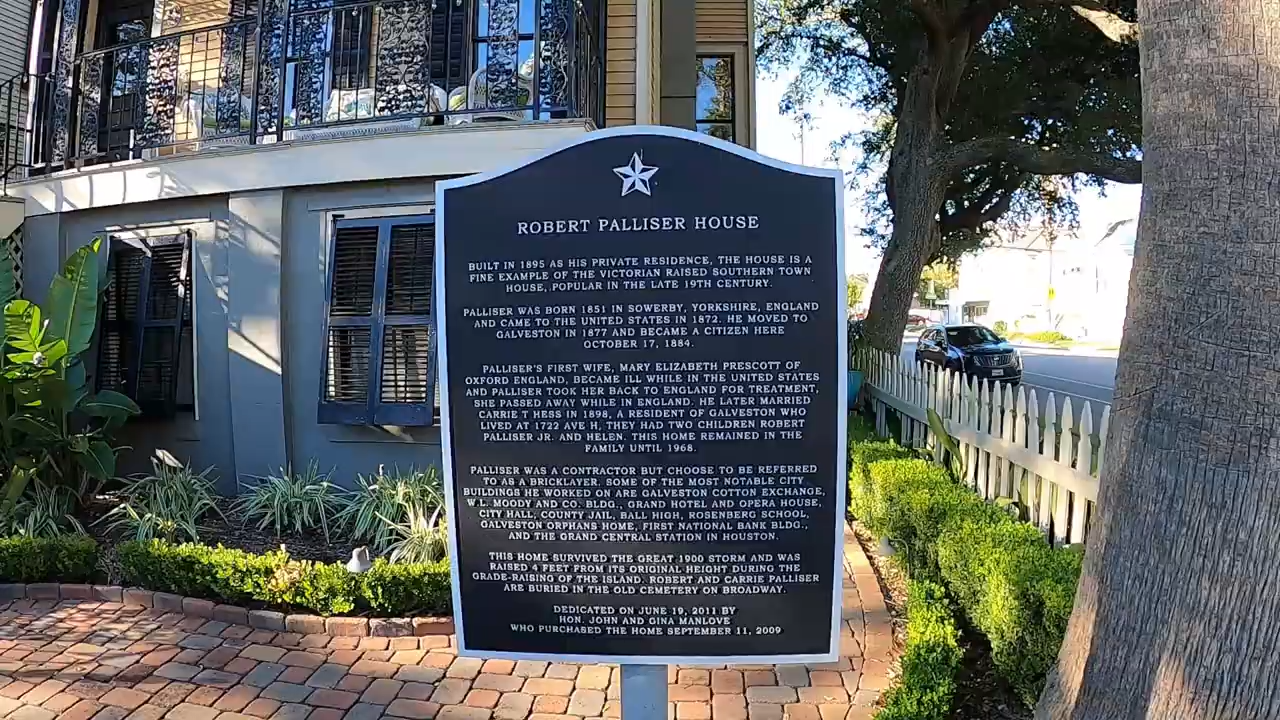 ROBERT PALLISER HOUSE
BUILT IN 1895 AS HIS PRIVATE RESIDENCE, THE HOUSE IS A
FINE EXAMPLE OF THE VICTORIAN RAISED SOUTHERN TOWN
HOUSE, POPULAR IN THE LATE 19TH CENTURY.
PALLISER WAS BORN 1851 IN SOWERBY, YORKSHIRE, ENGLAND
AND CAME TO THE UNITED STATES IN 1872. HE MOVED TO
GALVESTON IN 1877 AND BECAME A CITIZEN HERE
OCTOBER 17, 1884.
PALLISER'S FIRST WIFE, MARY ELIZABETH PRESCOTT OF
OXFORD ENGLAND, BECAME ILL WHILE IN THE UNITED STATES
AND PALLISER TOOK HER BACK TO ENGLAND FOR TREATMENT,
SHE PASSED AWAY WHILE IN ENGLAND. HE LATER MARRIED
CARRIE T HESS IN 1898, A RESIDENT OF GALVESTON WHO
LIVED AT 1722 AVE H, THEY HAD TWO CHILDREN ROBERT
PALLISER JR. AND HELEN. THIS HOME REMAINED IN THE
FAMILY UNTIL 1968.
PALLISER WAS A CONTRACTOR BUT CHOOSE TO BE REFERRED
TO AS A BRICKLAYER. SOME OF THE MOST NOTABLE CITY
BUILDINGS HE WORKED ON ARE GALVESTON COTTON EXCHANGE,
W.L. MOODY AND CO. BLDG., GRAND HOTEL AND OPERA HOUSE,
CITY HALL, COUNTY JAIL, BALL HIGH, ROSENBERG SCHOOL,
GALVESTON ORPHANS HOME, FIRST NATIONAL BANK BLDG.,
AND THE GRAND CENTRAL STATION IN HOUSTON.
THIS HOME SURVIVED THE GREAT 1900 STORM AND WAS
RAISED 4 FEET FROM ITS ORIGINAL HEIGHT DURING THE
GRADE-RAISING OF THE ISLAND. ROBERT AND CARRIE PALLISER
ARE BURIED IN THE OLD CEMETERY ON BROADWAY.
DEDICATED ON JUNE 19, 2011 BY
HON. JOHN AND GINA MANLOVE
WHO PURCHASED THE HOME SEPTEMBER 11, 2009